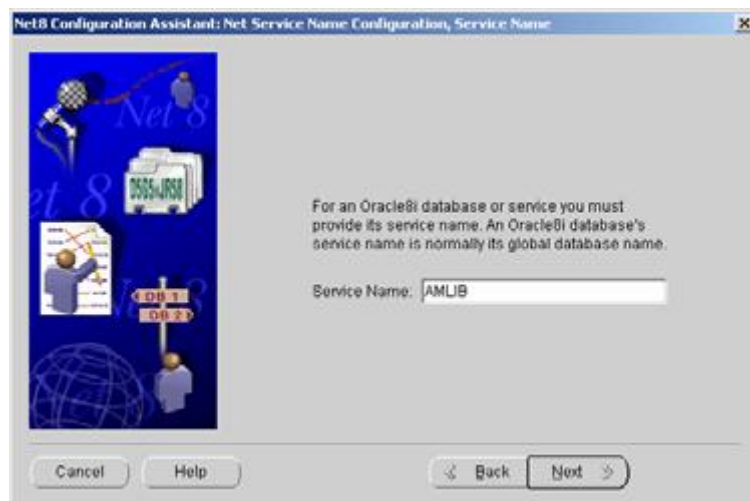 Net8 Configuration Assistant: Net Service Name Configuration, Service Name
Net 8
DB 1
DB 2
For an Oracle8i database or service you must
provide its service name. An Oracle8i database's
service name is normally its global database name.
Service Name: AMLIB
Cancel
Help
Back
Next